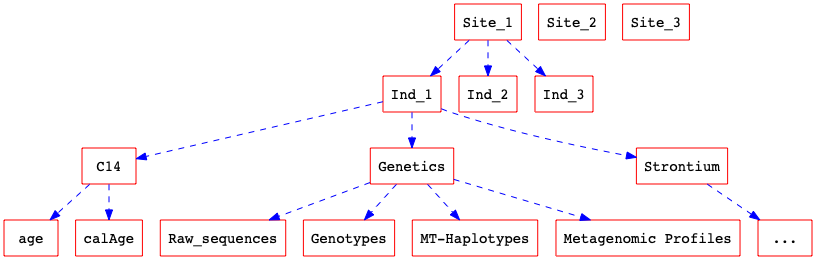 Site_1 Site_2 Site_3
Ind_1 Ind_2 Ind_3
C14 Genetics Strontium
age calAge Raw_sequences Genotypes MT-Haplotypes Metagenomic Profiles ...